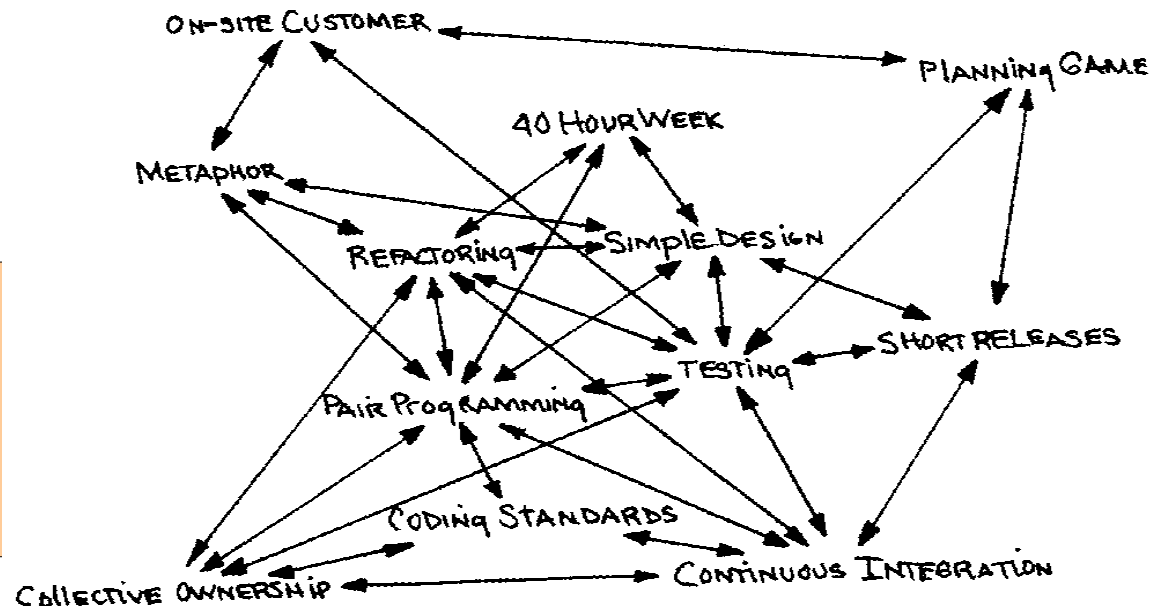 ON-SITE CUSTOMER
PLANNING GAME
40 HOUR WEEK
METAPHOR
REFACTORING
SIMPLE DESIGN
SHORT RELEASES
TESTING
PAIR PROGRAMMING
CODING STANDARDS
CONTINUOUS INTEGRATION
COLLECTIVE OWNERSHIP